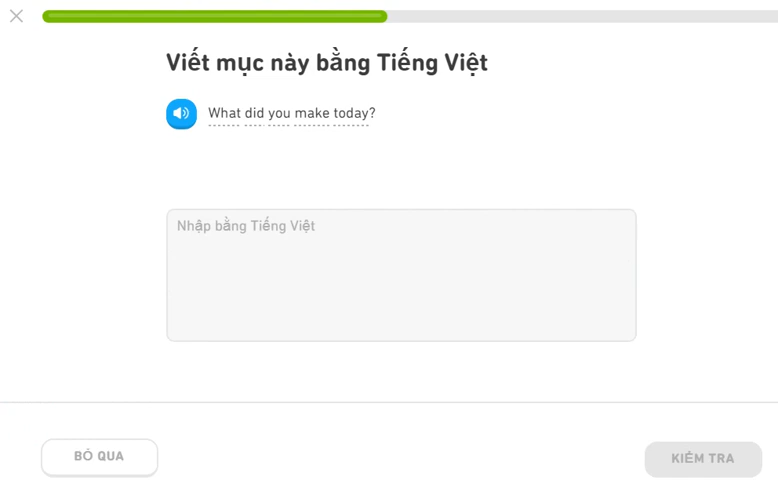 Viết mục này bằng Tiếng Việt
What did you make today?
Nhập bằng Tiếng Việt
BỎ QUA
KIỂM TRA